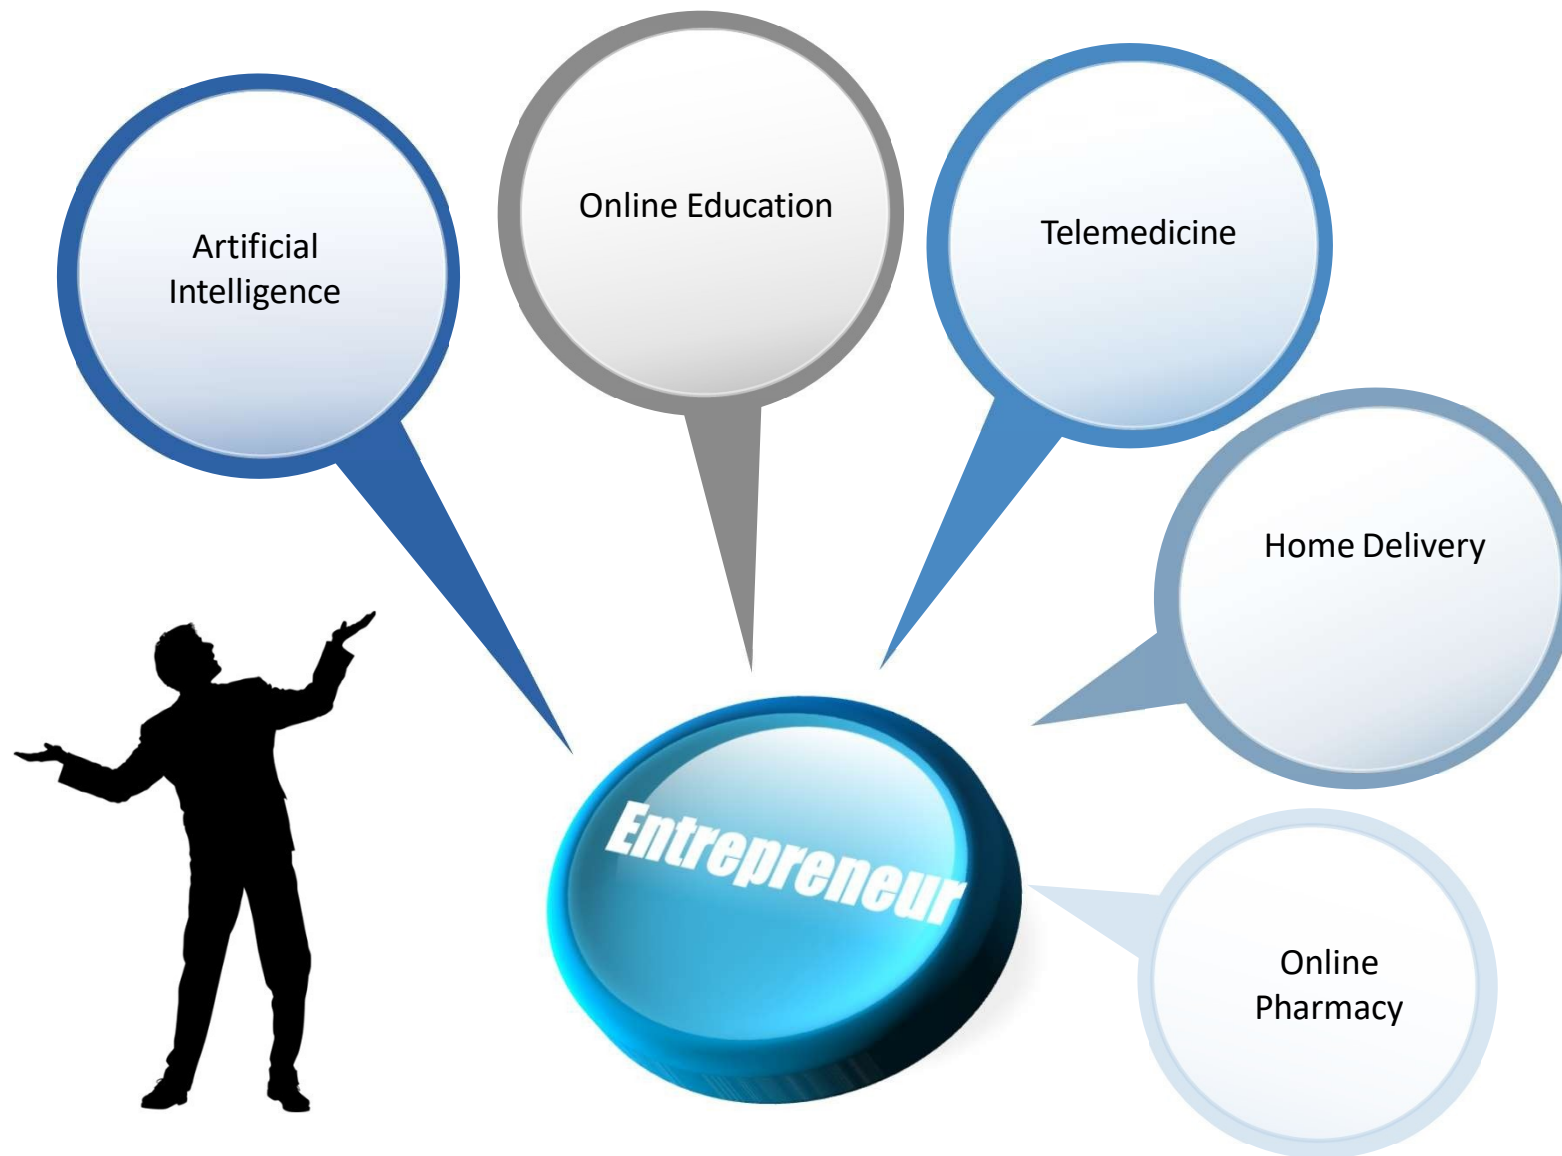 Artificial
Intelligence
Online Education
Telemedicine
Home Delivery
Entrepreneur
Online
Pharmacy